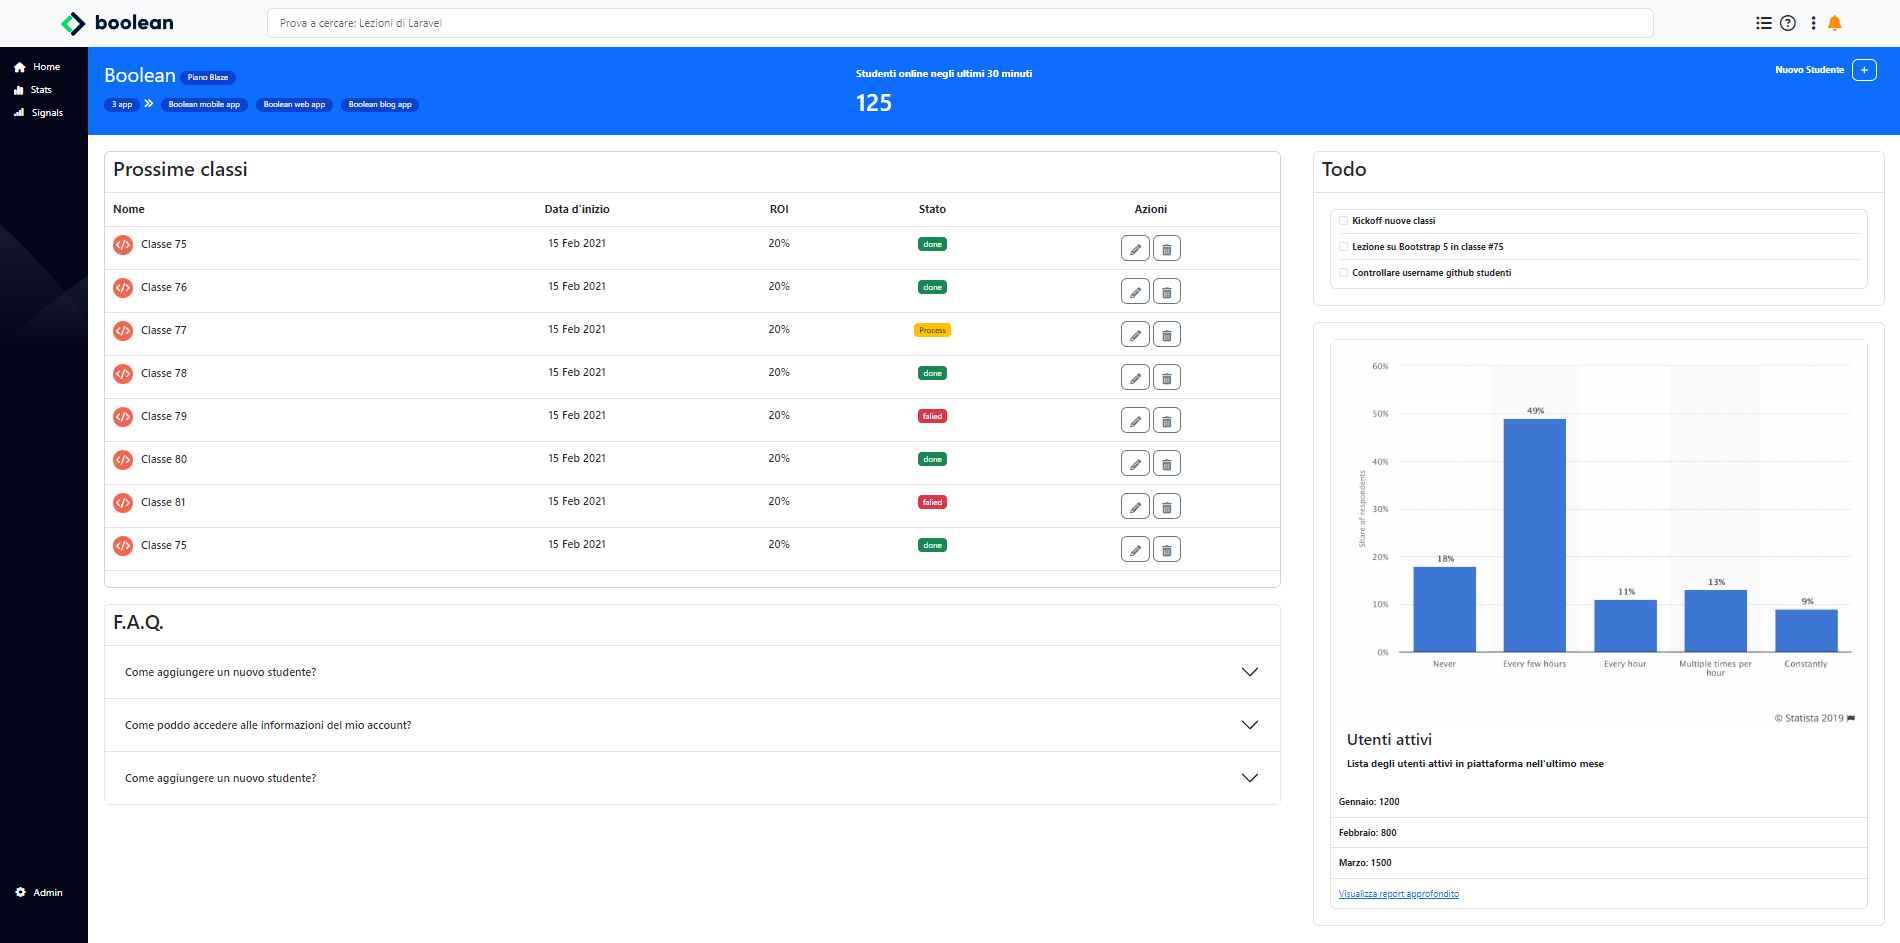 boolean
Prova a cercare: Lezioni di Laravel
Home
Stats
Signals
Admin
Boolean Piano Blaze
3 app Boolean mobile app Boolean web app Boolean blog app
Studenti online negli ultimi 30 minuti
125
Nuovo Studente +
Prossime classi
Nome Data d'inizio ROI Stato Azioni
Classe 75 15 Feb 2021 20% done
Classe 76 15 Feb 2021 20% done
Classe 77 15 Feb 2021 20% Process
Classe 78 15 Feb 2021 20% done
Classe 79 15 Feb 2021 20% falied
Classe 80 15 Feb 2021 20% done
Classe 81 15 Feb 2021 20% falied
Classe 75 15 Feb 2021 20% done
F.A.Q.
Come aggiungere un nuovo studente?
Come poddo accedere alle informazioni del mio account?
Come aggiungere un nuovo studente?
Todo
Kickoff nuove classi
Lezione su Bootstrap 5 in classe #75
Controllare username github studenti
Share of respondents
60%
50%
40%
30%
20%
10%
0%
18% 49% 11% 13% 9%
Never Every few hours Every hour Multiple times per Constantly
hour
© Statista 2019
Utenti attivi
Lista degli utenti attivi in piattaforma nell'ultimo mese
Gennaio: 1200
Febbraio: 800
Marzo: 1500
Visualizza report approfondito